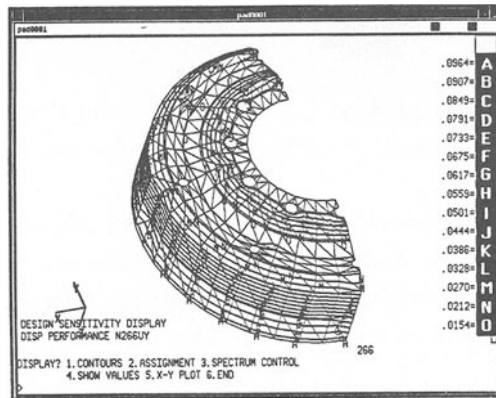 pad0001
pad0001
.0964= A
.0907= B
.0849= C
.0791= D
.0733= E
.0675= F
.0617= G
.0559= H
.0501= I
.0444= J
.0386= K
.0328= L
.0270= M
.0212= N
.0154= O
266
DESIGN SENSITIVITY DISPLAY
DISP PERFORMANCE N266UY
DISPLAY? 1.CONTOURS 2.ASSIGNMENT 3.SPECTRUM CONTROL
4.SHOW VALUES 5.X-Y PLOT 6.END
>